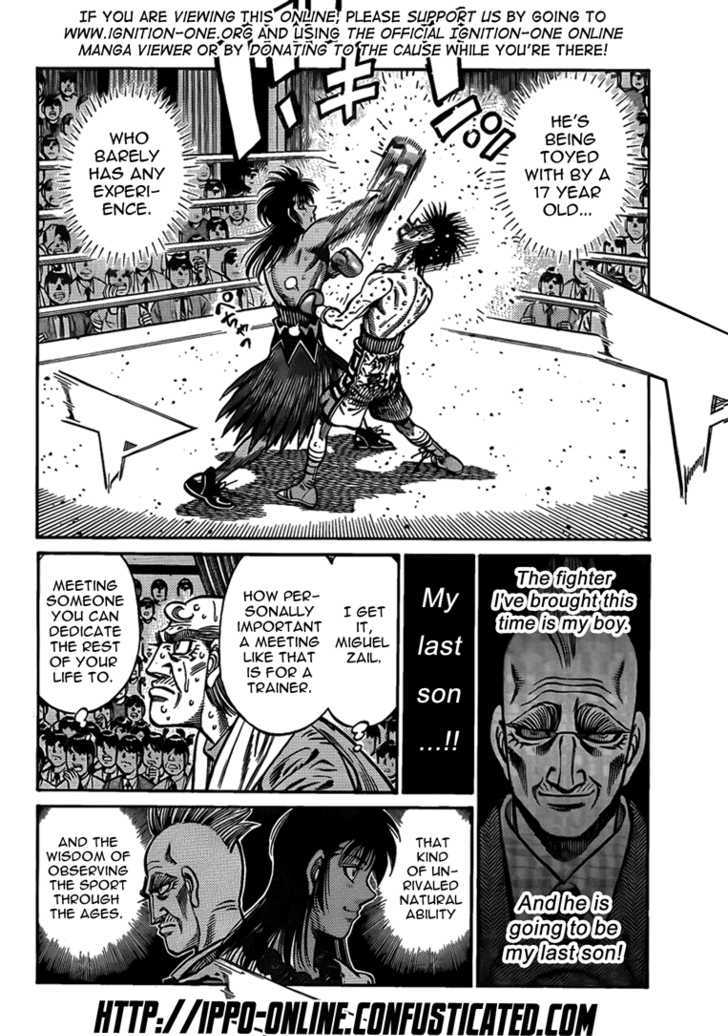 IF YOU ARE VIEWING THIS ONLINE, PLEASE SUPPORT US BY GOING TO
WWW.IGNITION-ONE.ORG AND USING THE OFFICIAL IGNITION-ONE ONLINE
MANGA VIEWER OR BY DONATING TO THE CAUSE WHILE YOU'RE THERE!
HE'S
BEING
TOYED
WITH BY A
17 YEAR
OLD...
WHO
BARELY
HAS ANY
EXPERI-
ENCE.
The fighter
I've brought this
time is my boy.
My
last
son
...!!
And he is
going to be
my last son!
I GET
IT,
MIGUEL
ZAIL.
HOW PER-
SONALLY
IMPORTANT
A MEETING
LIKE THAT
IS FOR A
TRAINER.
MEETING
SOMEONE
YOU CAN
DEDICATE
THE REST
OF YOUR
LIFE TO.
THAT
KIND
OF UN-
RIVALED
NATURAL
ABILITY
AND THE
WISDOM OF
OBSERVING
THE SPORT
THROUGH
THE AGES.
HTTP://IPPO-ONLINE.CONFUSTICATED.COM